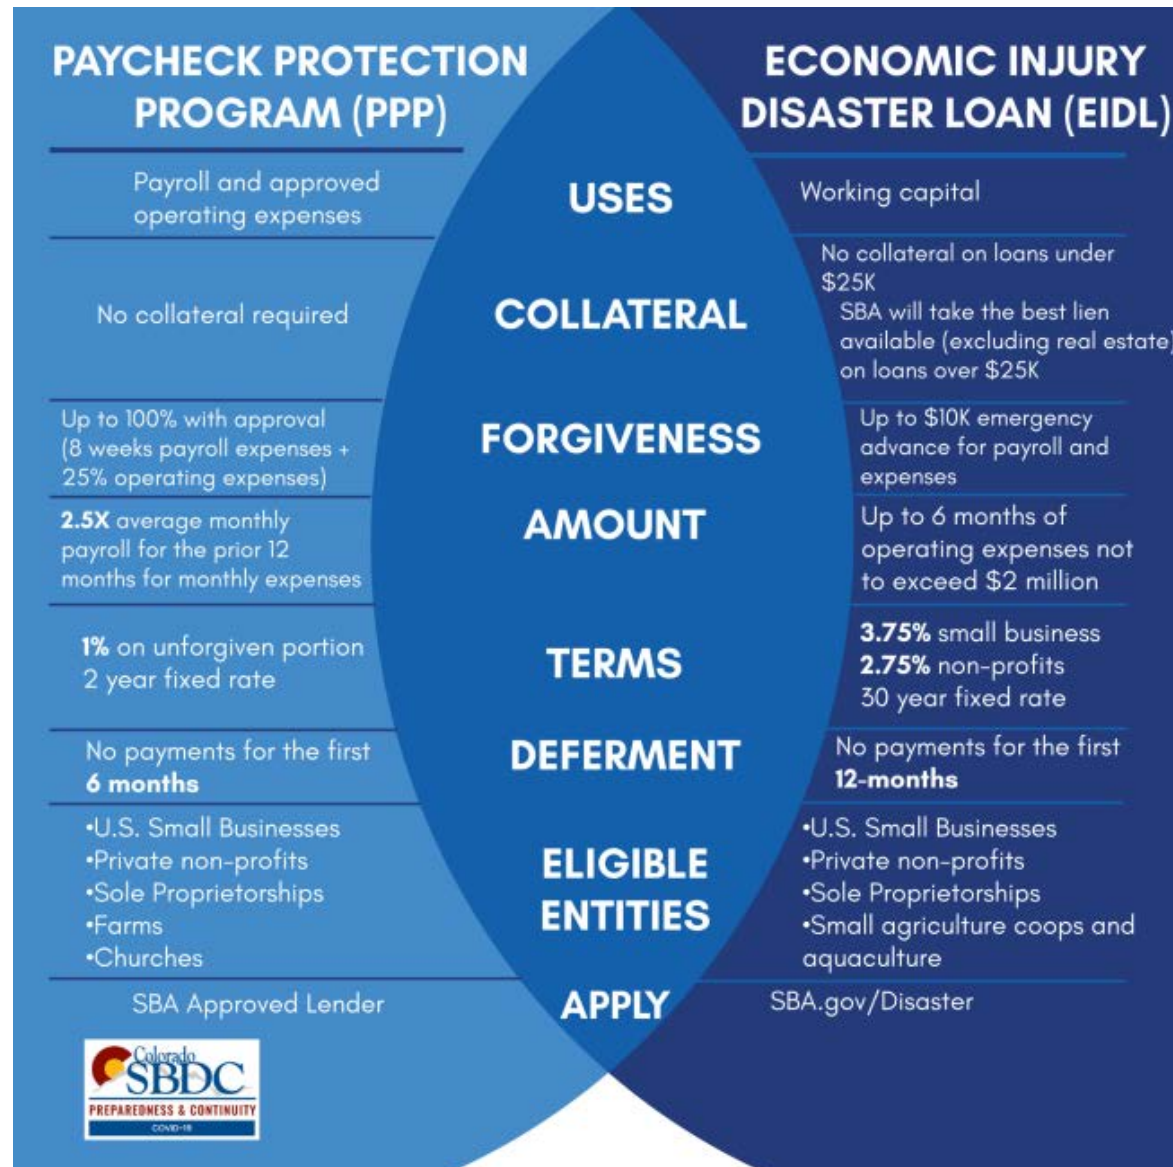 PAYCHECK PROTECTION
PROGRAM (PPP)
ECONOMIC INJURY
DISASTER LOAN (EIDL)
Payroll and approved
operating expenses
USES
Working capital
No collateral required
COLLATERAL
No collateral on loans under
$25K
SBA will take the best lien
available (excluding real estate)
on loans over $25K
Up to 100% with approval
(8 weeks payroll expenses +
25% operating expenses)
FORGIVENESS
Up to $10K emergency
advance for payroll and
expenses
2.5X average monthly
payroll for the prior 12
months for monthly expenses
AMOUNT
Up to 6 months of
operating expenses not
to exceed $2 million
1% on unforgiven portion
2 year fixed rate
TERMS
3.75% small business
2.75% non-profits
30 year fixed rate
No payments for the first
6 months
DEFERMENT
No payments for the first
12-months
•U.S. Small Businesses
•Private non-profits
•Sole Proprietorships
•Farms
•Churches
ELIGIBLE
ENTITIES
•U.S. Small Businesses
•Private non-profits
•Sole Proprietorships
•Small agriculture coops and
aquaculture
SBA Approved Lender
APPLY
SBA.gov/Disaster
Colorado
SBDC
PREPAREDNESS & CONTINUITY
COVID-19